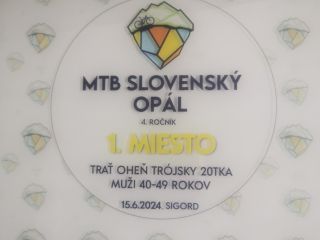 MTB SLOVENSKÝ
OPÁL
4. ROČNÍK
1. MIESTO
TRAŤ OHEŇ TRÓJSKY 20TKA
MUŽI 40-49 ROKOV
15.6.2024 SIGORD